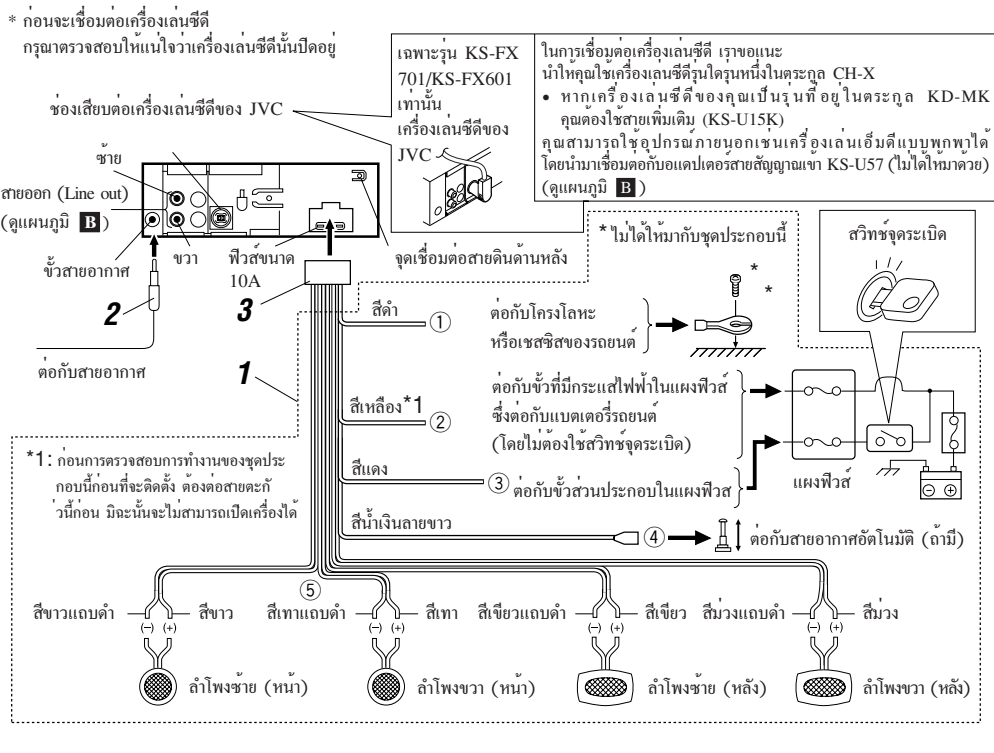 * ก่อนจะเชื่อมต่อเครื่องเล่นซีดี
กรุณาตรวจสอบให้แน่ใจว่าเครื่องเล่นซีดีนั้นปิดอยู่
เฉพาะรุ่น KS-FX
701/KS-FX601
เท่านั้น
เครื่องเล่นซีดีของ
JVC
ในการเชื่อมต่อเครื่องเล่นซีดี เราขอแนะ
นำให้คุณใช้เครื่องเล่นซีดีรุ่นใดรุ่นหนึ่งในตระกูล CH-X
• หากเครื่องเล่นซีดีของคุณเป็นรุ่นที่อยู่ในตระกูล KD-MK
คุณต้องใช้สายเพิ่มเติม (KS-U15K)
คุณสามารถใช้อุปกรณ์ภายนอกเช่นเครื่องเล่นเอ็มดีแบบพกพาได้
โดยนำมาเชื่อมต่อกับอแดปเตอร์สายสัญญาณเข้า KS-U57 (ไม่ได้ให้มาด้วย)
(ดูแผนภูมิ B)
ช่องเสียบต่อเครื่องเล่นซีดีของ JVC
ซ้าย
สายออก (Line out)
(ดูแผนภูมิ B)
ขั้วสายอากาศ
ขวา
ฟิวส์ขนาด
10A
จุดเชื่อมต่อสายดินด้านหลัง
* ไม่ได้ให้มากับชุดประกอบนี้
สวิทช์จุดระเบิด
2
3
ต่อกับสายอากาศ
1
สีดำ ①
ต่อกับโครงโลหะ
หรือเชสซิสของรถยนต์
*
*
สีเหลือง*1 ②
ต่อกับขั้วที่มีกระแสไฟฟ้าในแผงฟิวส์
ซึ่งต่อกับแบตเตอรี่รถยนต์
(โดยไม่ต้องใช้สวิทช์จุดระเบิด)
*1: ก่อนการตรวจสอบการทำงานของชุดประ
กอบนี้ก่อนที่จะติดตั้ง ต้องต่อสายตะกั
วนี้ก่อน มิฉะนั้นจะไม่สามารถเปิดเครื่องได้
สีแดง ③ ต่อกับขั้วส่วนประกอบในแผงฟิวส์
แผงฟิวส์
สีน้ำเงินลายขาว ④ ต่อกับสายอากาศอัตโนมัติ (ถ้ามี)
⑤
สีขาวแถบดำ สีขาว สีเทาแถบดำ สีเทา สีเขียวแถบดำ สีเขียว สีม่วงแถบดำ สีม่วง
(−) (+) (−) (+) (−) (+) (−) (+)
ลำโพงซ้าย (หน้า) ลำโพงขวา (หน้า) ลำโพงซ้าย (หลัง) ลำโพงขวา (หลัง)